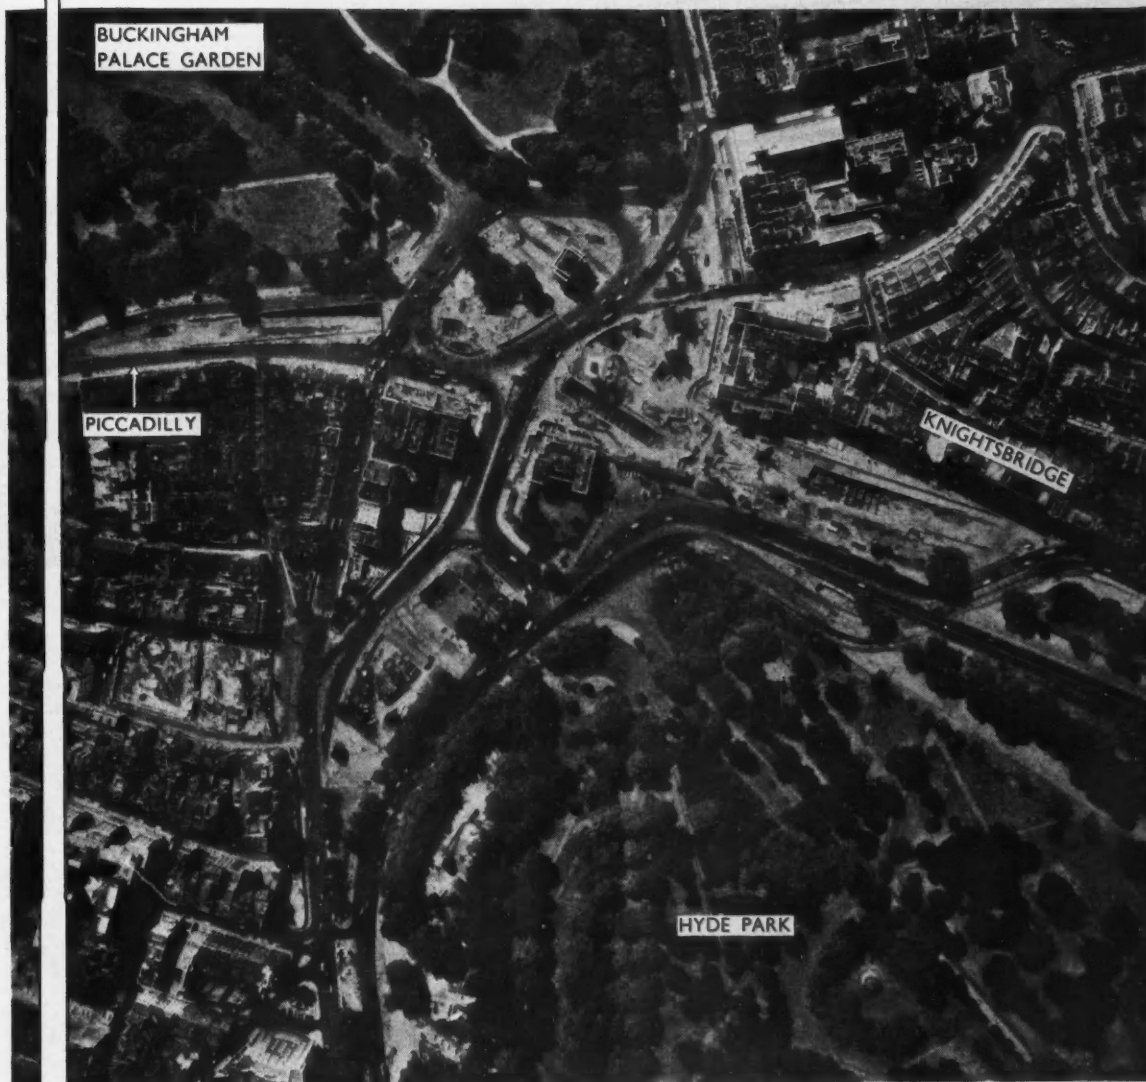 BUCKINGHAM
PALACE GARDEN
PICCADILLY
KNIGHTSBRIDGE
HYDE PARK